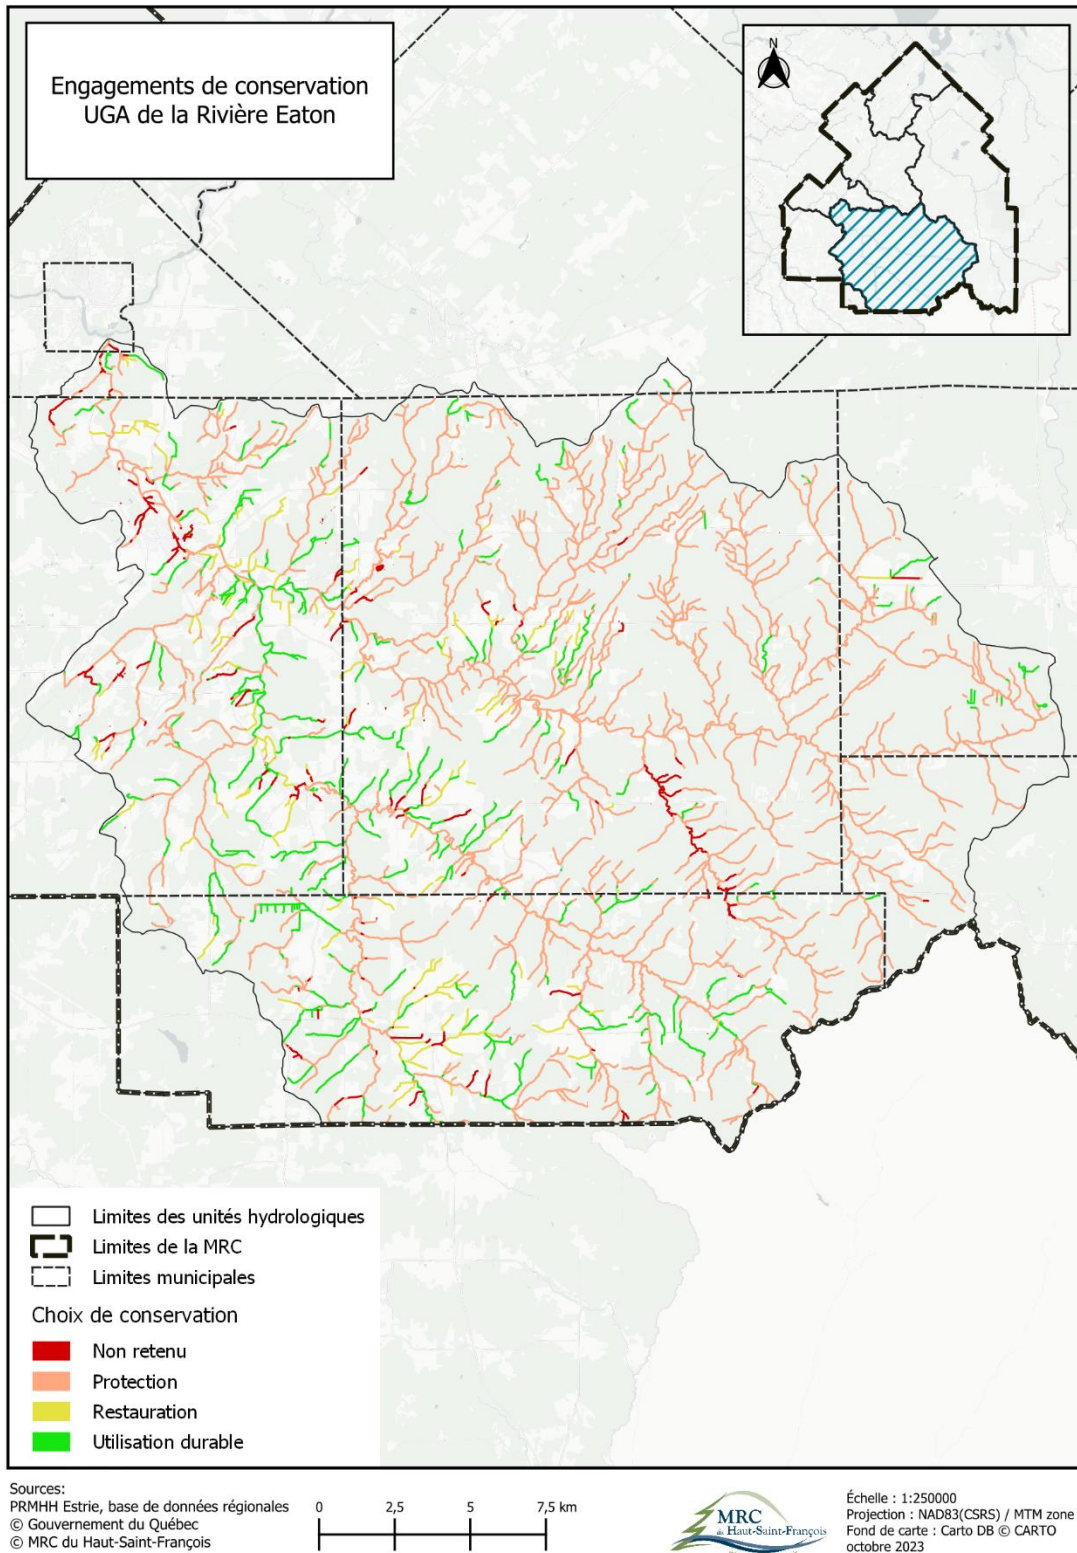 Engagements de conservation
UGA de la Rivière Eaton
N
Limites des unités hydrologiques
Limites de la MRC
Limites municipales
Choix de conservation
Non retenu
Protection
Restauration
Utilisation durable
Sources:
PRMHH Estrie, base de données régionales
© Gouvernement du Québec
© MRC du Haut-Saint-François
0 2,5 5 7,5 km
MRC
du Haut-Saint-François
Échelle : 1:250000
Projection : NAD83(CSRS) / MTM zone
Fond de carte : Carto DB © CARTO
octobre 2023